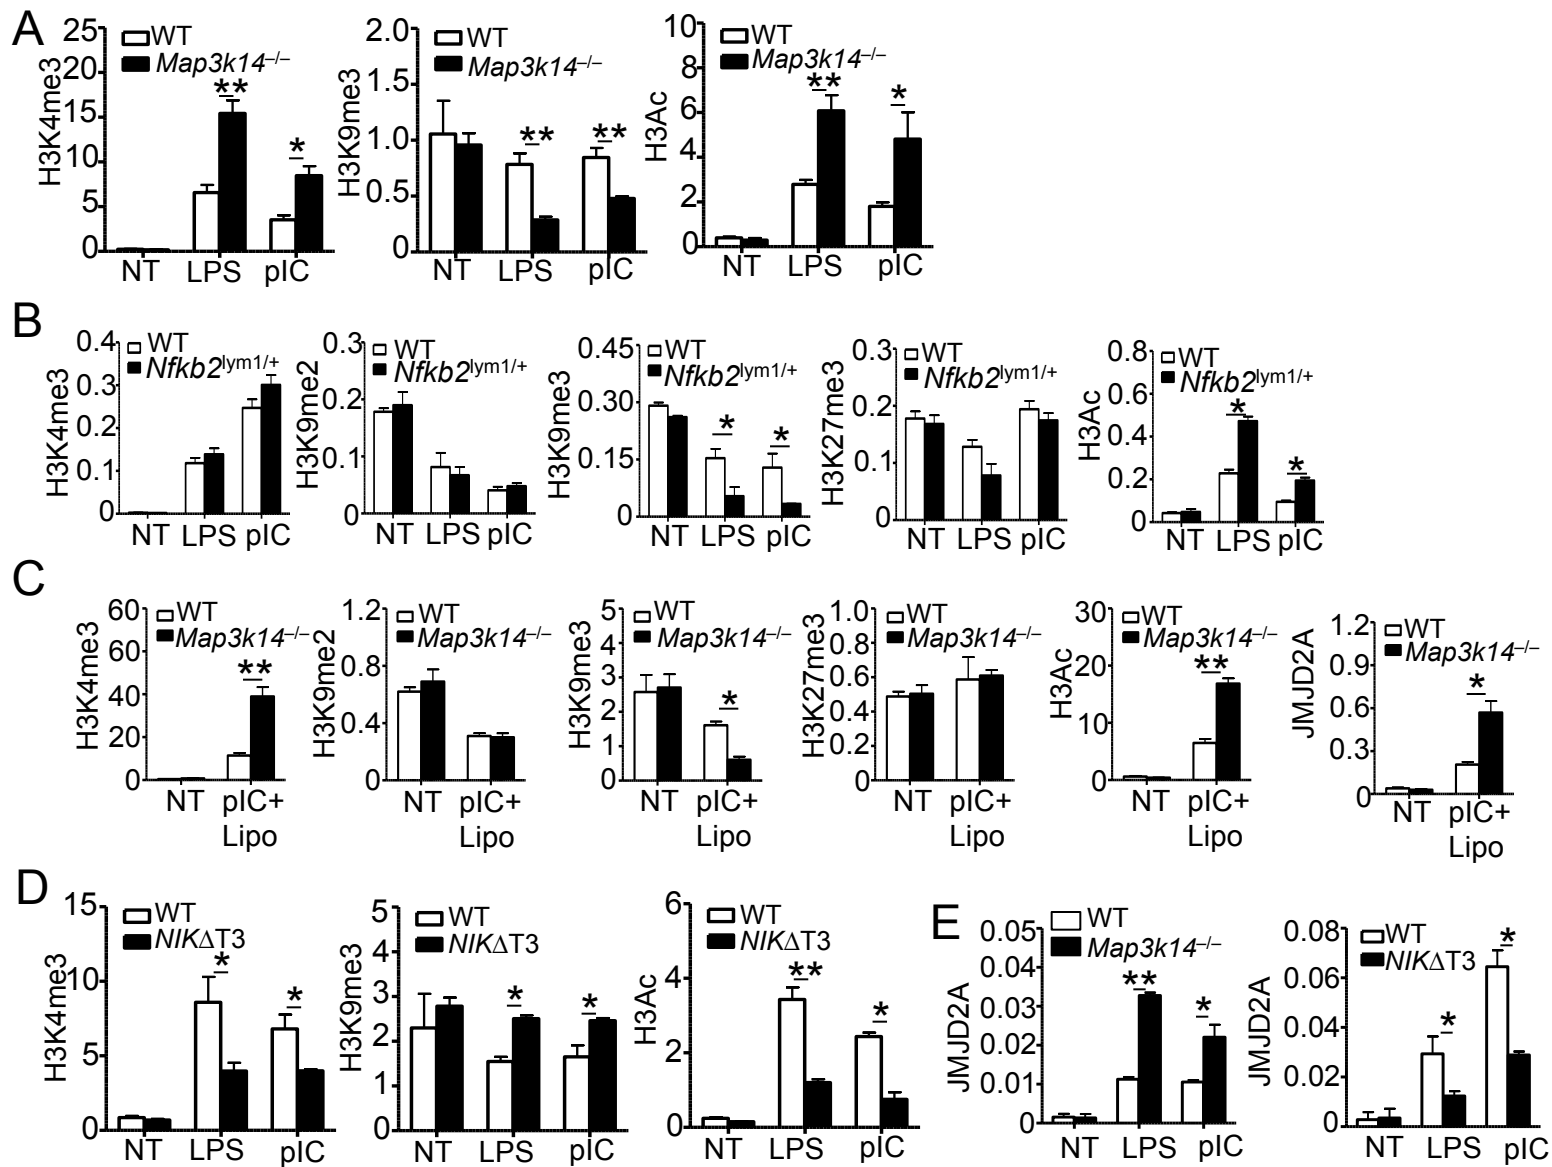 A
H3K4me3
25
20
15
10
5
0
WT
Map3k14–/–
**
*
NT LPS pIC
H3K9me3
2.0
1.5
1.0
0.5
0
WT
Map3k14–/–
**
**
NT LPS pIC
H3Ac
10
8
6
4
2
0
WT
Map3k14–/–
**
*
NT LPS pIC
B
H3K4me3
0.4
0.3
0.2
0.1
0
WT
Nfkb2lym1/+
NT LPS pIC
H3K9me2
0.3
0.2
0.1
0
WT
Nfkb2lym1/+
NT LPS pIC
H3K9me3
0.45
0.30
0.15
0
WT
Nfkb2lym1/+
*
*
NT LPS pIC
H3K27me3
0.3
0.2
0.1
0
WT
Nfkb2lym1/+
NT LPS pIC
H3Ac
0.8
0.6
0.4
0.2
0
WT
Nfkb2lym1/+
*
*
NT LPS pIC
C
H3K4me3
60
60
40
20
0
WT
Map3k14–/–
**
NT pIC+
Lipo
H3K9me2
1.2
0.8
0.4
0
WT
Map3k14–/–
NT pIC+
Lipo
H3K9me3
5
4
3
2
1
0
WT
Map3k14–/–
*
NT pIC+
Lipo
H3K27me3
1.0
0.8
0.6
0.4
0.2
0
WT
Map3k14–/–
NT pIC+
Lipo
H3Ac
30
20
10
0
WT
Map3k14–/–
**
NT pIC+
Lipo
JMJD2A
1.2
0.9
0.6
0.3
0
WT
Map3k14–/–
*
NT pIC+
Lipo
D
H3K4me3
15
10
5
0
WT
NIKΔT3
*
*
NT LPS pIC
H3K9me3
5
4
3
2
1
0
WT
NIKΔT3
*
*
NT LPS pIC
H3Ac
6
4
2
0
WT
NIKΔT3
**
*
NT LPS pIC
E
JMJD2A
0.05
0.04
0.03
0.02
0.01
0
WT
Map3k14–/–
**
*
NT LPS pIC
JMJD2A
0.08
0.06
0.04
0.02
0
WT
NIKΔT3
*
*
NT LPS pIC